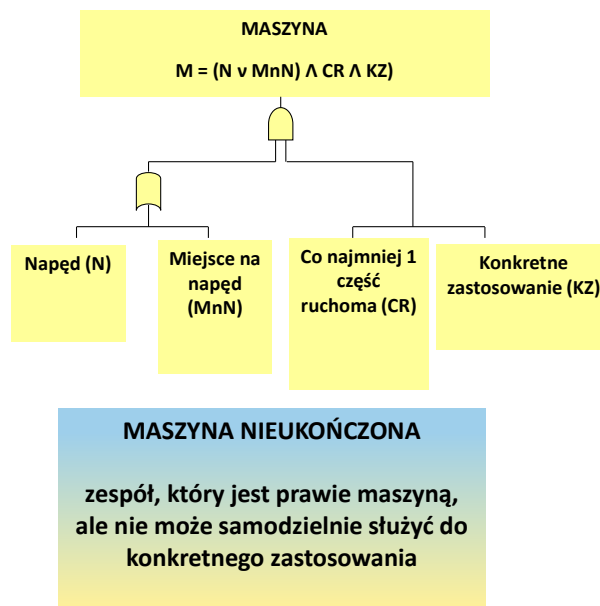 MASZYNA
M = (N v MnN) Λ CR Λ KZ)
Napęd (N)
Miejsce na
napęd
(MnN)
Co najmniej 1
część
ruchoma (CR)
Konkretne
zastosowanie (KZ)
MASZYNA NIEUKOŃCZONA
zespół, który jest prawie maszyną,
ale nie może samodzielnie służyć do
konkretnego zastosowania